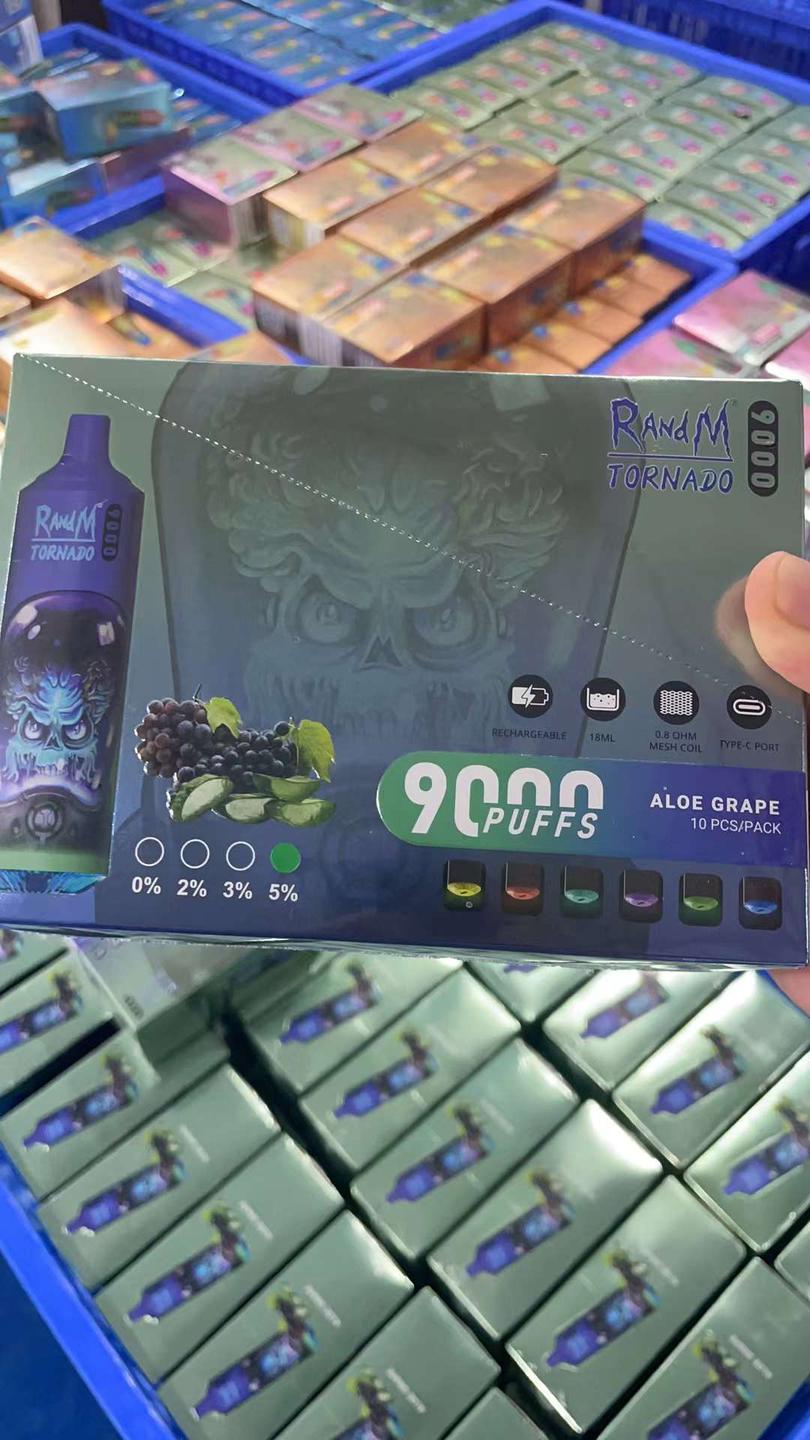 RandM
TORNADO
9000
RandM
TORNADO
9000
RECHARGEABLE
18ML
0.8 OHM
MESH COIL
TYPE-C PORT
9000
PUFFS
ALOE GRAPE
10 PCS/PACK
0%
2%
3%
5%